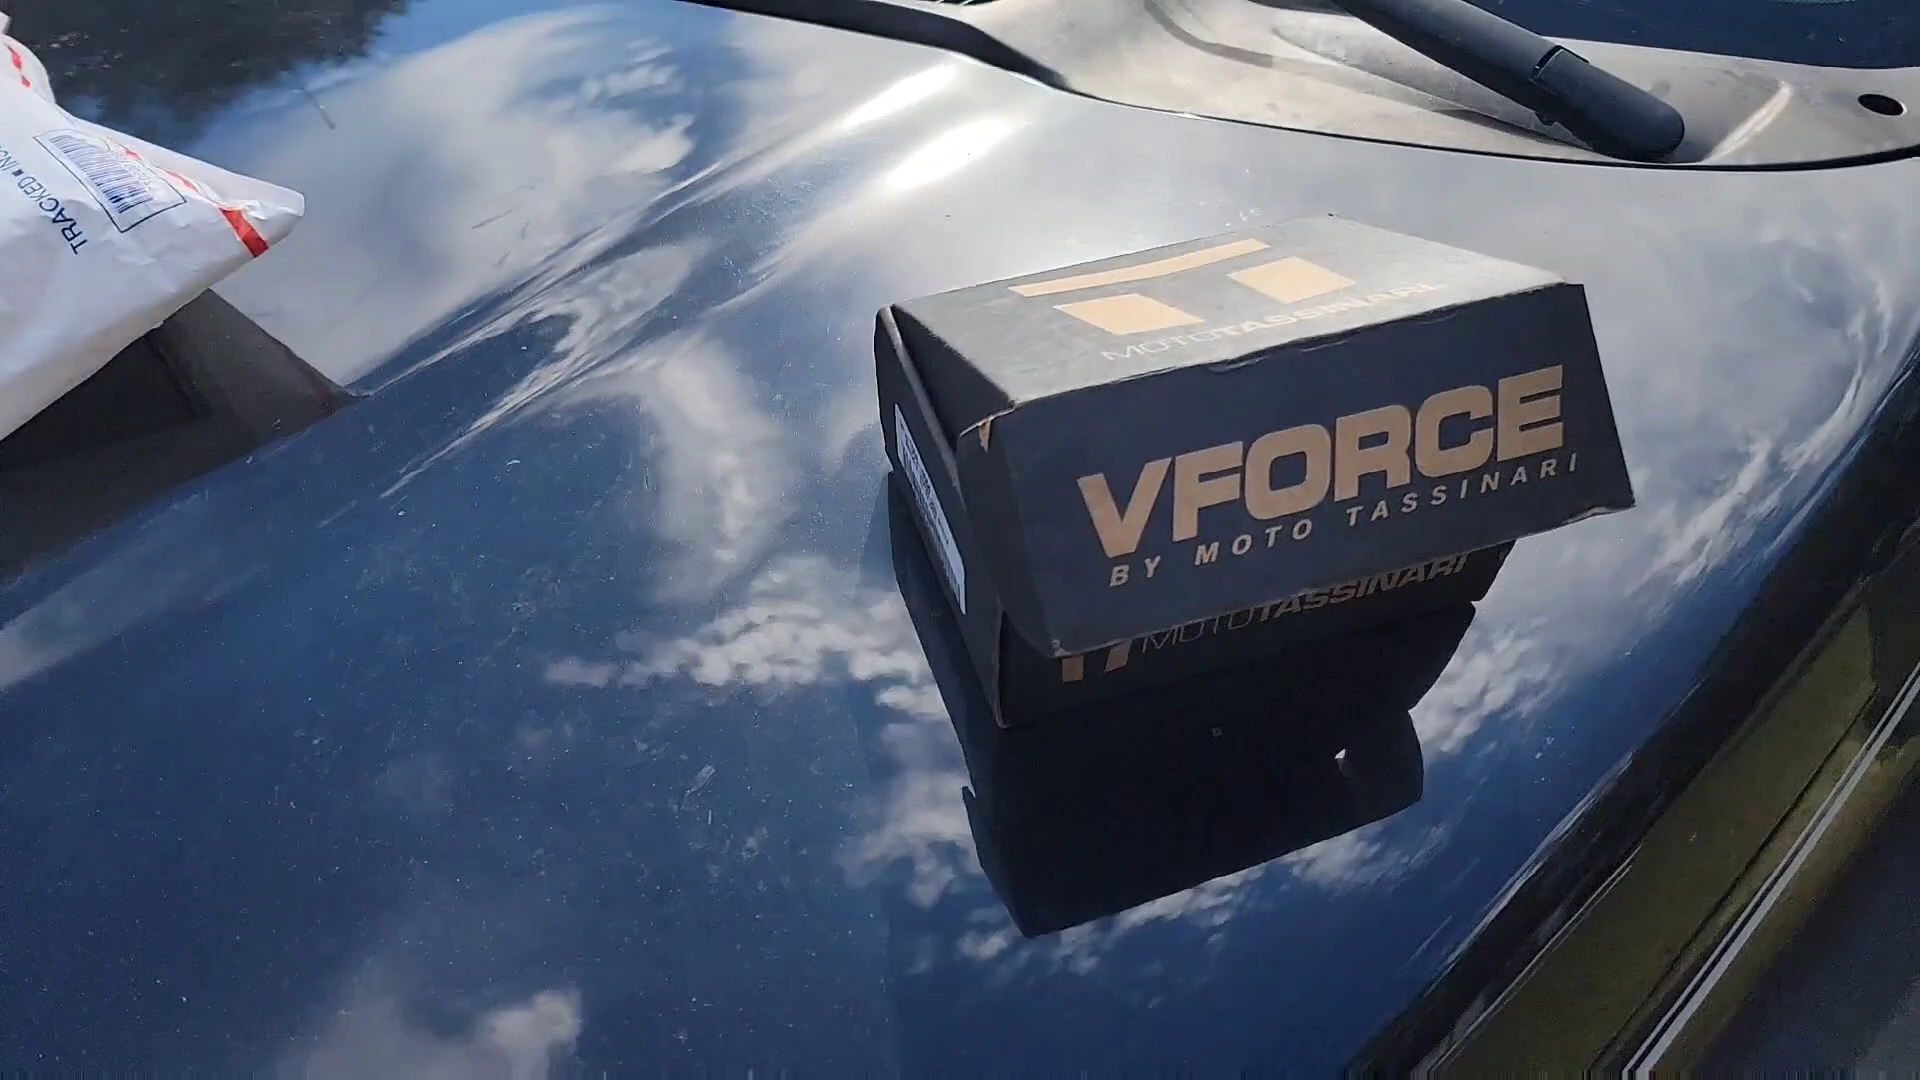 TRACKED
MOTOTASSINARI
VFORCE
BY MOTO TASSINARI
MOTOTASSINARI